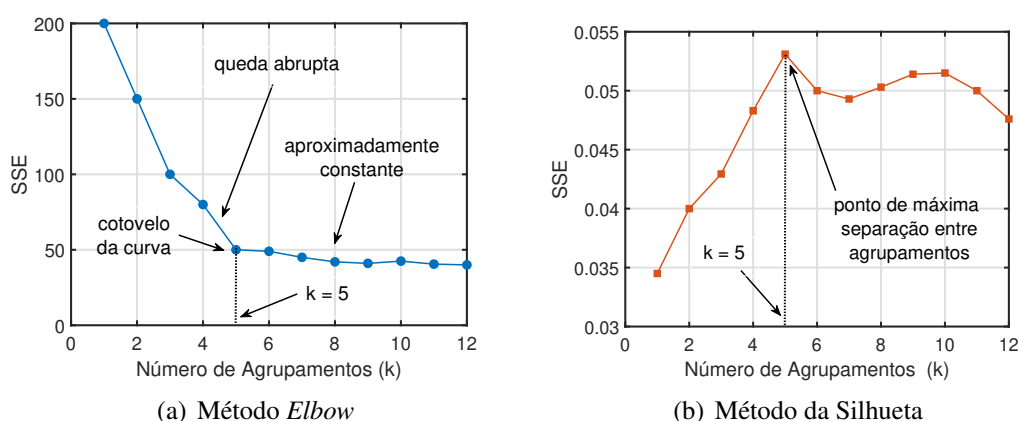 200
150
100
50
0
SSE
queda abrupta
aproximadamente
constante
cotovelo
da curva
k = 5
0
2
4
6
8
10
12
Número de Agrupamentos (k)
(a) Método Elbow
0.055
0.05
0.045
0.04
0.035
0.03
SSE
ponto de máxima
separação entre
agrupamentos
k = 5
0
2
4
6
8
10
12
Número de Agrupamentos (k)
(b) Método da Silhueta